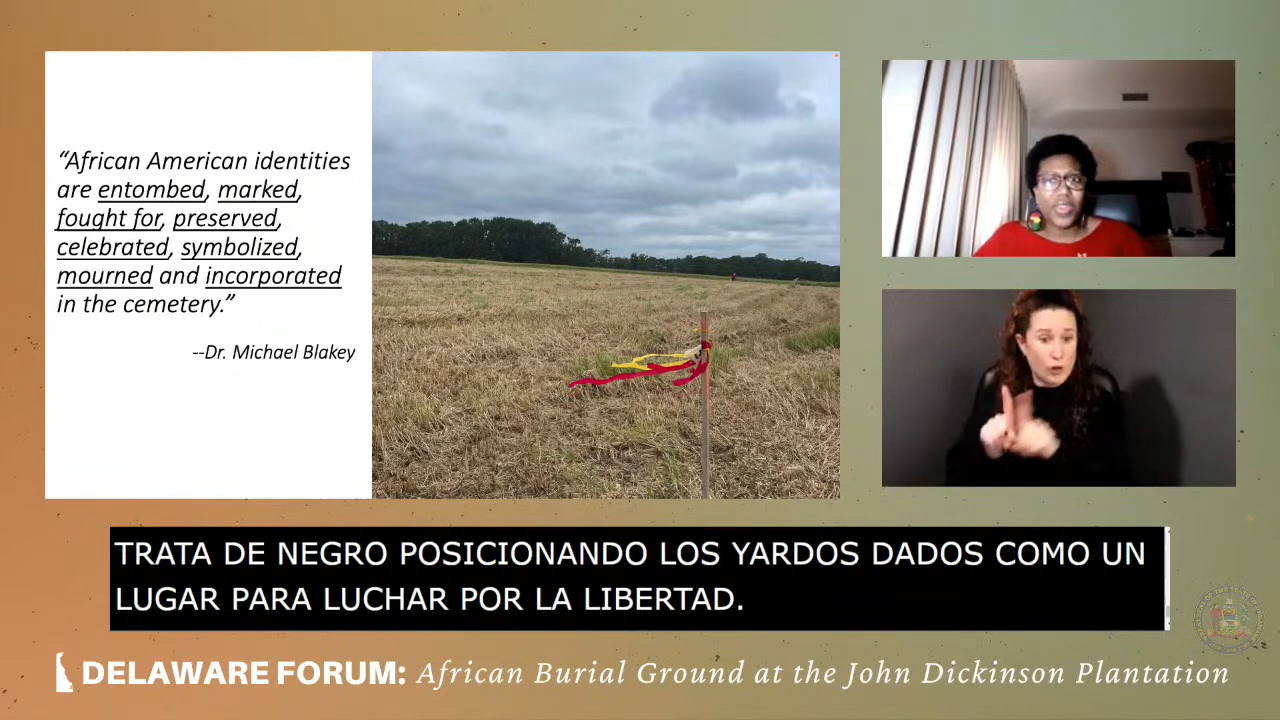 “African American identities
are entombed, marked,
fought for, preserved,
celebrated, symbolized,
mourned and incorporated
in the cemetery.”
--Dr. Michael Blakey
TRATA DE NEGRO POSICIONANDO LOS YARDOS DADOS COMO UN
LUGAR PARA LUCHAR POR LA LIBERTAD.
DELAWARE FORUM: African Burial Ground at the John Dickinson Plantation